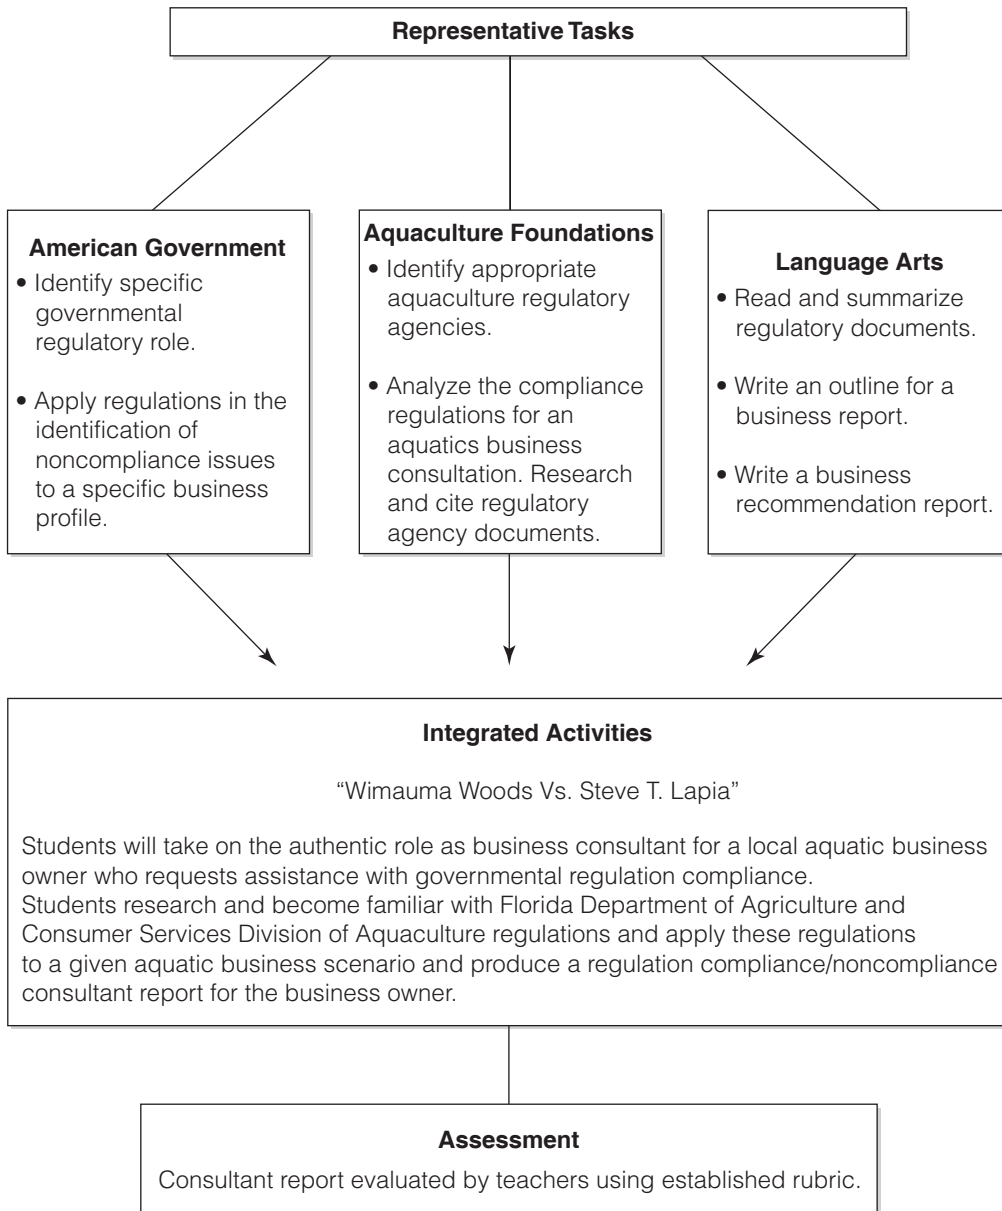 Representative Tasks
American Government
• Identify specific
governmental
regulatory role.
• Apply regulations in the
identification of
noncompliance issues
to a specific business
profile.
Aquaculture Foundations
• Identify appropriate
aquaculture regulatory
agencies.
• Analyze the compliance
regulations for an
aquatics business
consultation. Research
and cite regulatory
agency documents.
Language Arts
• Read and summarize
regulatory documents.
• Write an outline for a
business report.
• Write a business
recommendation report.
Integrated Activities
“Wimauma Woods Vs. Steve T. Lapia”
Students will take on the authentic role as business consultant for a local aquatic business
owner who requests assistance with governmental regulation compliance.
Students research and become familiar with Florida Department of Agriculture and
Consumer Services Division of Aquaculture regulations and apply these regulations
to a given aquatic business scenario and produce a regulation compliance/noncompliance
consultant report for the business owner.
Assessment
Consultant report evaluated by teachers using established rubric.